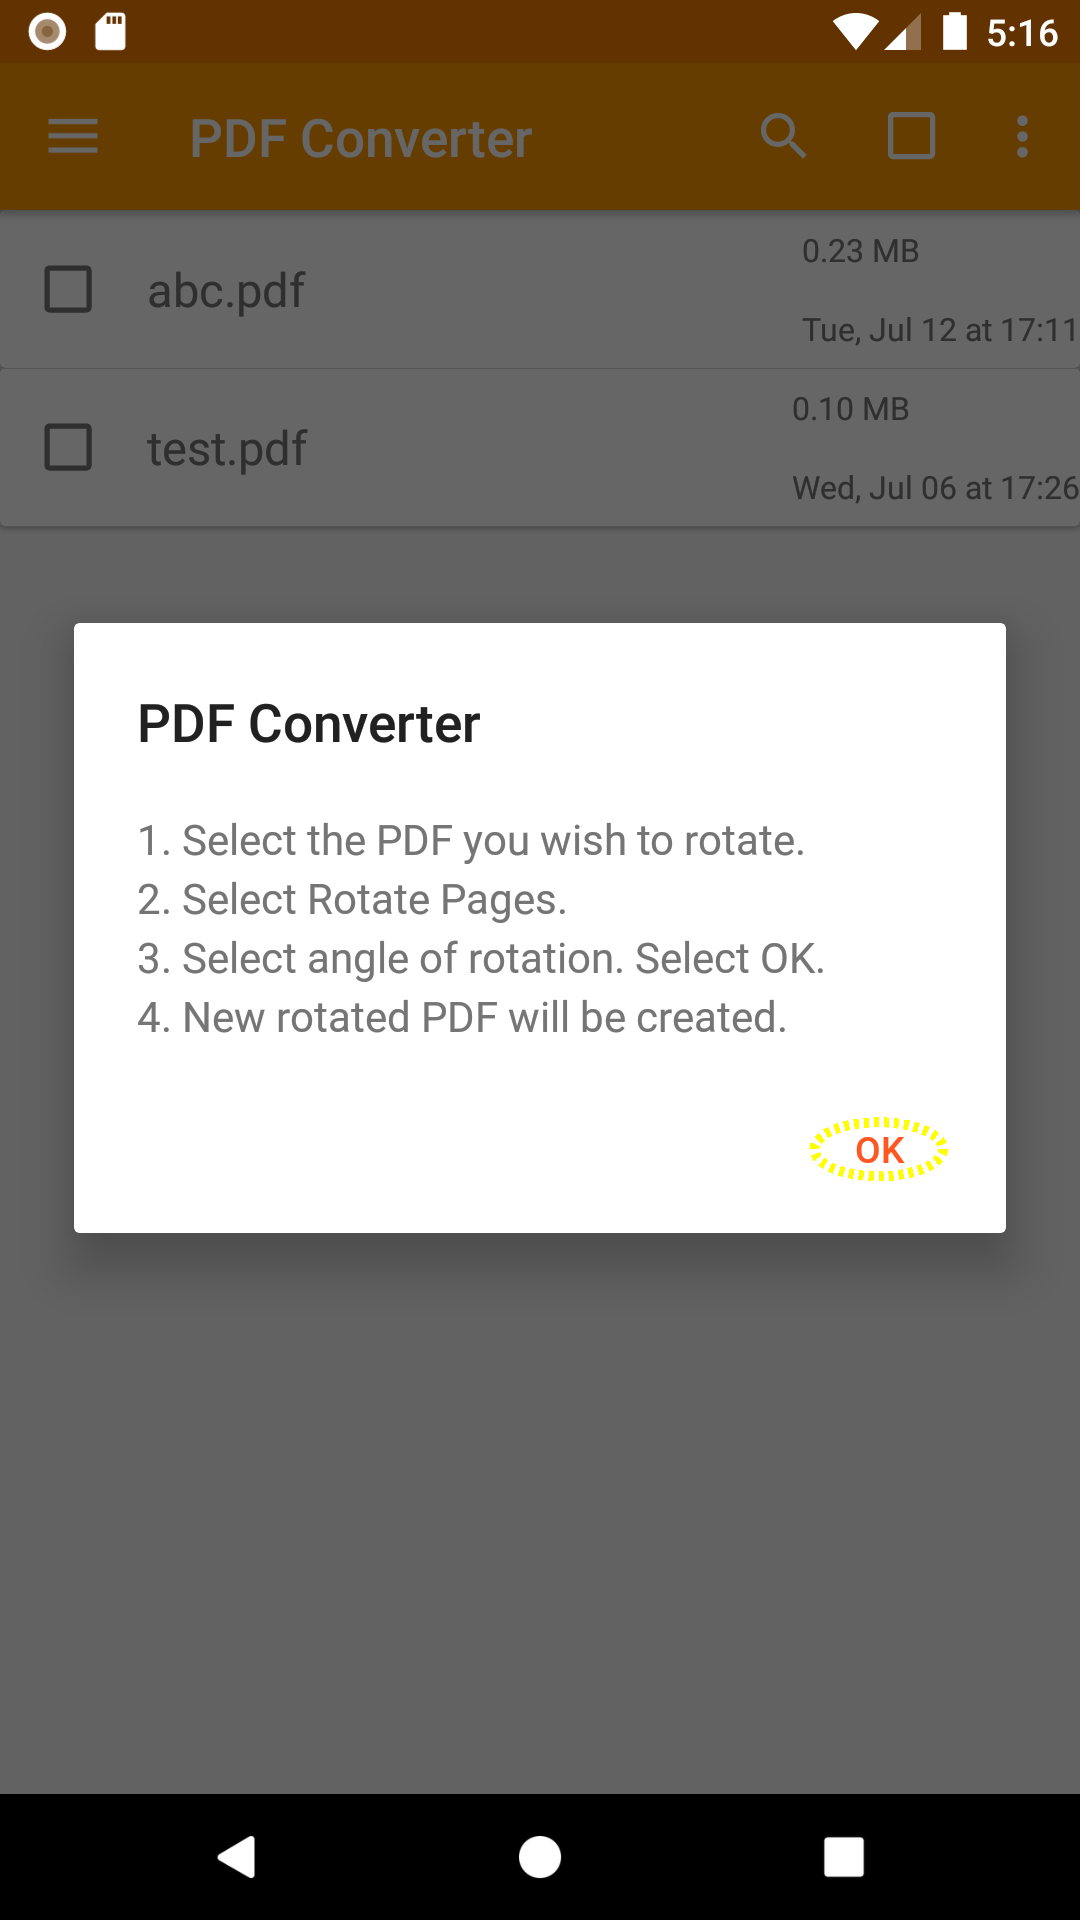 5:16
PDF Converter
0.23 MB
abc.pdf
Tue, Jul 12 at 17:11
0.10 MB
test.pdf
Wed, Jul 06 at 17:26
PDF Converter
1. Select the PDF you wish to rotate.
2. Select Rotate Pages.
3. Select angle of rotation. Select OK.
4. New rotated PDF will be created.
OK